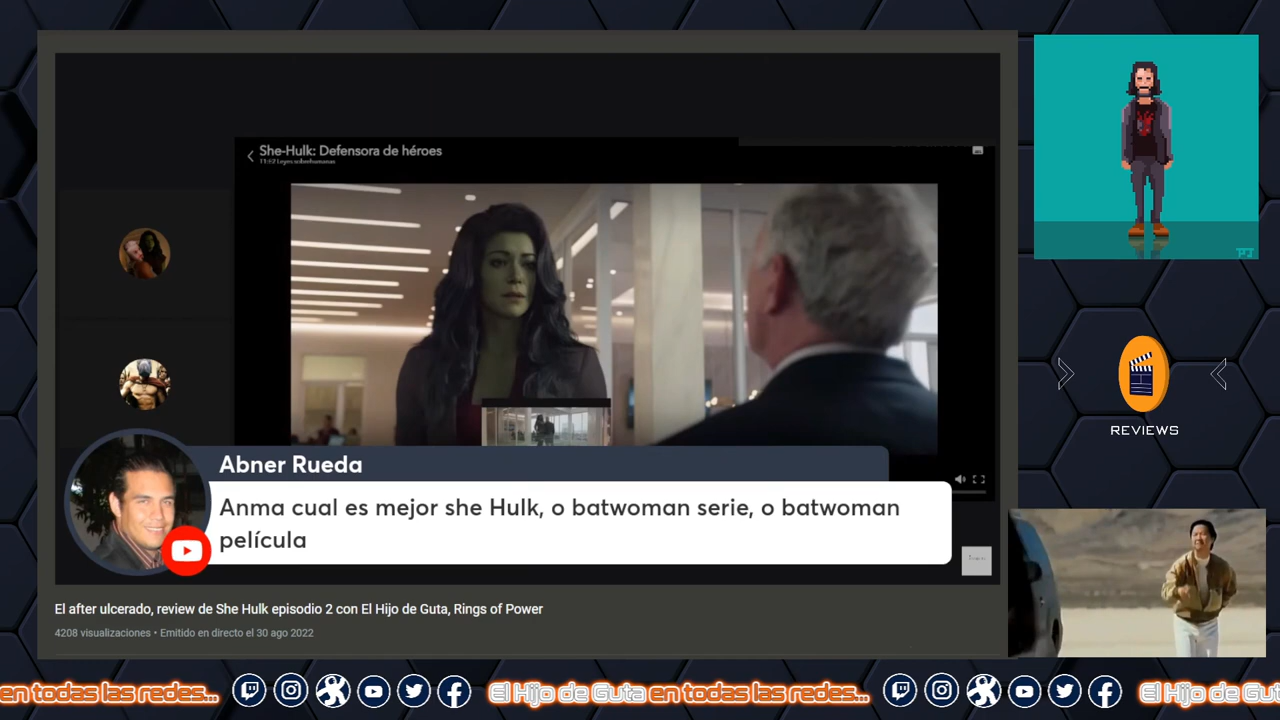 She-Hulk: Defensora de héroes
Abner Rueda
Anma cual es mejor she Hulk, o batwoman serie, o batwoman
película
El after ulcerado, review de She Hulk episodio 2 con El Hijo de Guta, Rings of Power
4208 visualizaciones • Emitido en directo el 30 ago 2022
PJ
REVIEWS
en todas las redes... El Hijo de Guta en todas las redes... El Hijo de Gut